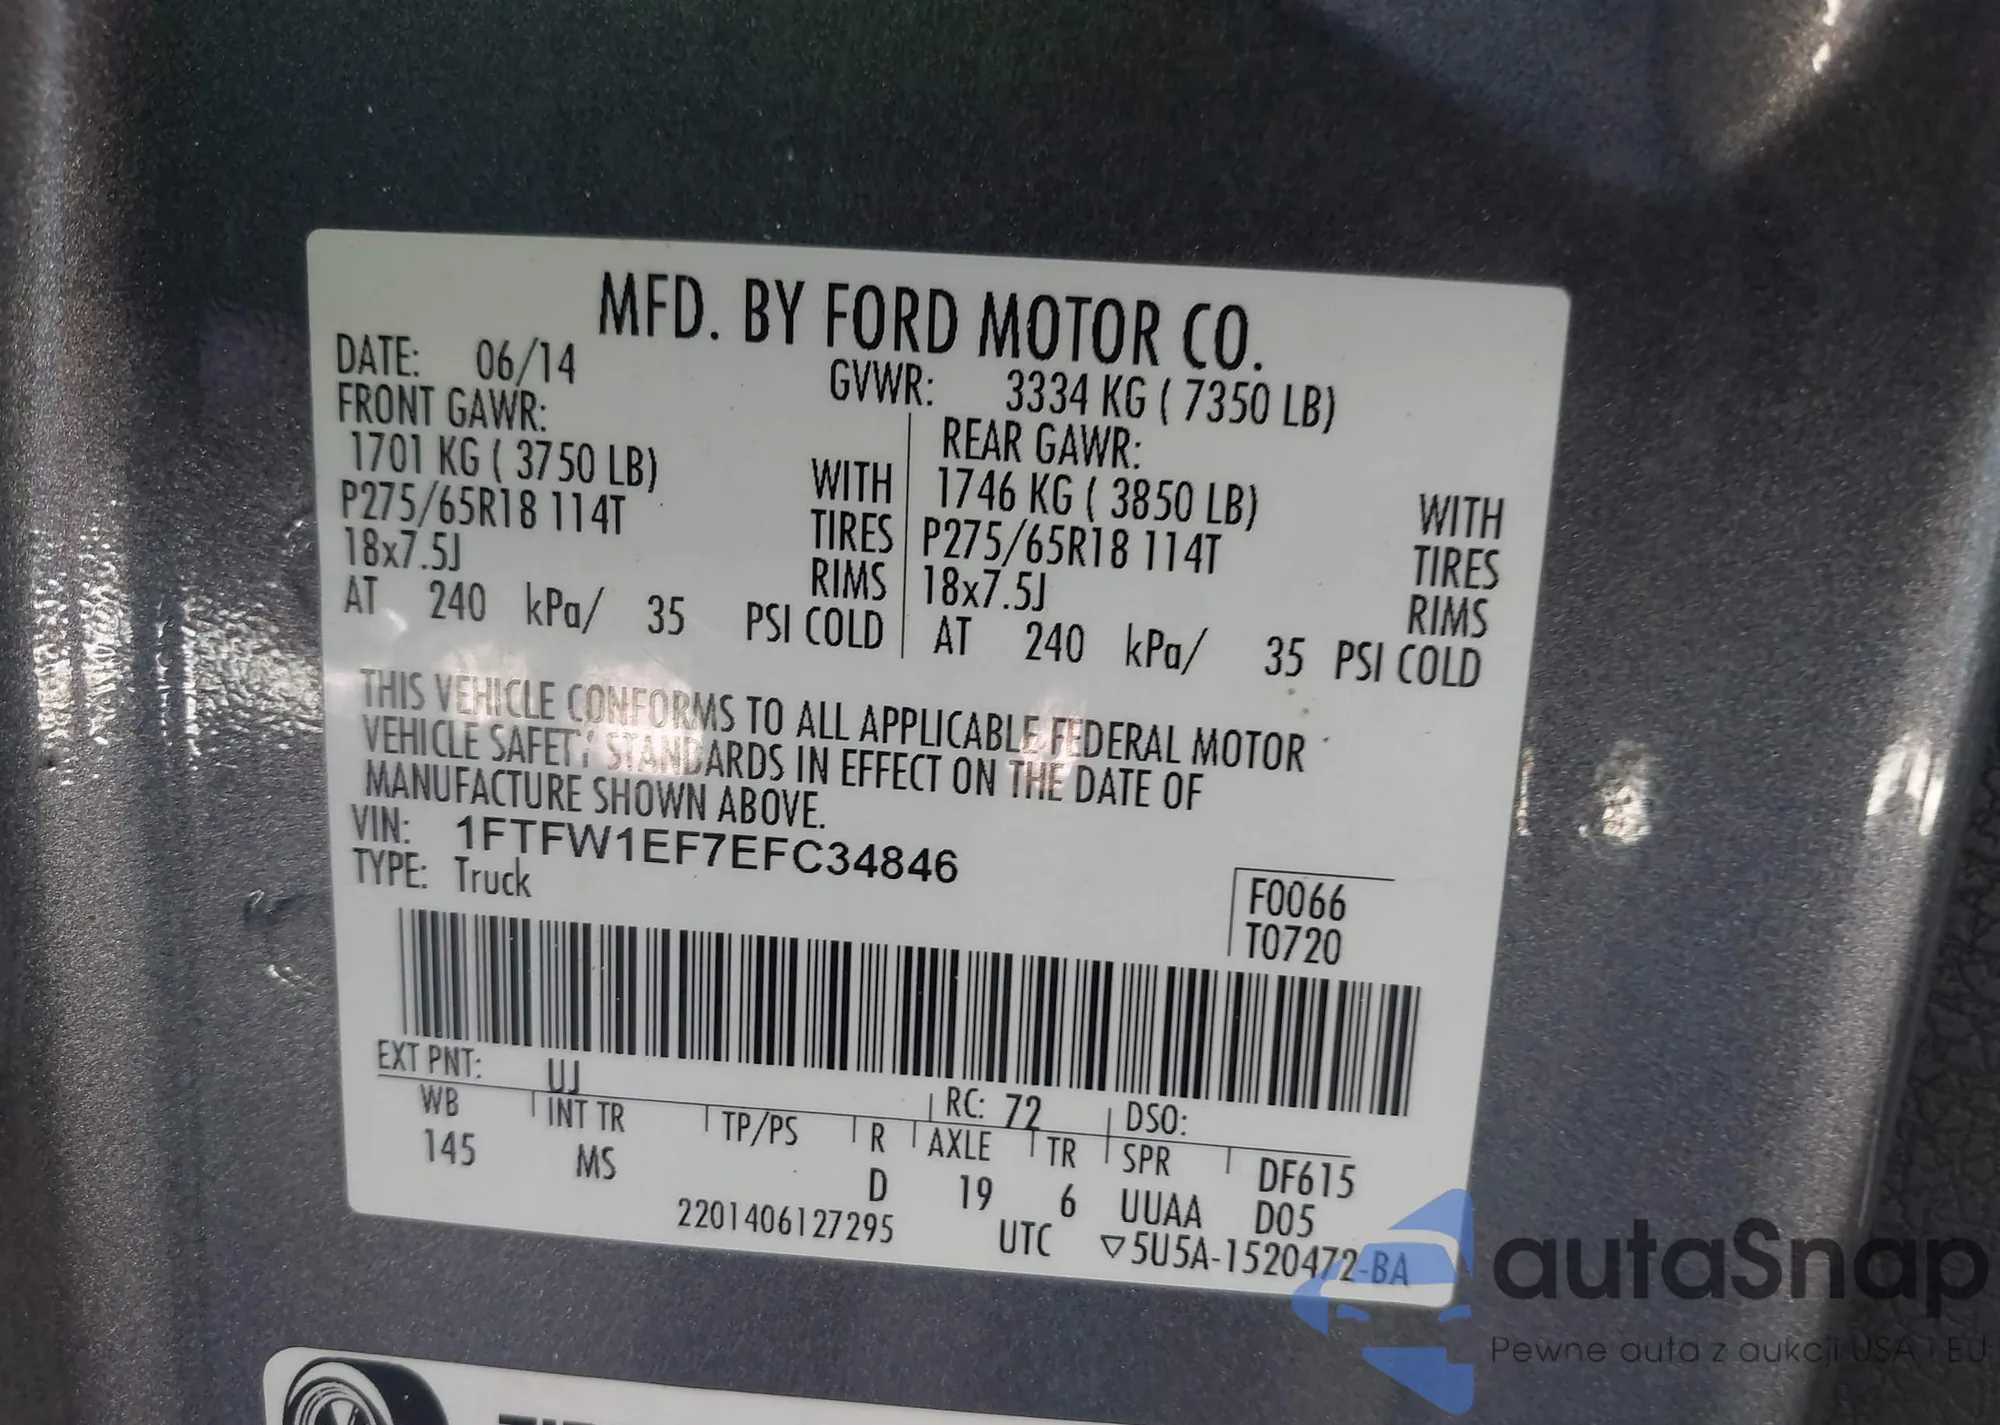 MFD. BY FORD MOTOR CO.
DATE: 06/14 GVWR: 3334 KG ( 7350 LB)
FRONT GAWR: REAR GAWR:
1701 KG ( 3750 LB) WITH 1746 KG ( 3850 LB) WITH
P275/65R18 114T TIRES P275/65R18 114T TIRES
18x7.5J RIMS 18x7.5J RIMS
AT 240 kPa/ 35 PSI COLD AT 240 kPa/ 35 PSI COLD
THIS VEHICLE CONFORMS TO ALL APPLICABLE FEDERAL MOTOR
VEHICLE SAFETY STANDARDS IN EFFECT ON THE DATE OF
MANUFACTURE SHOWN ABOVE.
VIN: 1FTFW1EF7EFC34846
TYPE: Truck
F0066
T0720
EXT PNT: UJ RC: 72 DSO:
WB INT TR TP/PS R AXLE TR SPR DF615
145 MS D 19 6 UUAA D05
2201406127295 UTC ▽5U5A-1520472-BA
autaSnap
Pewne auta z aukcji USA i EU